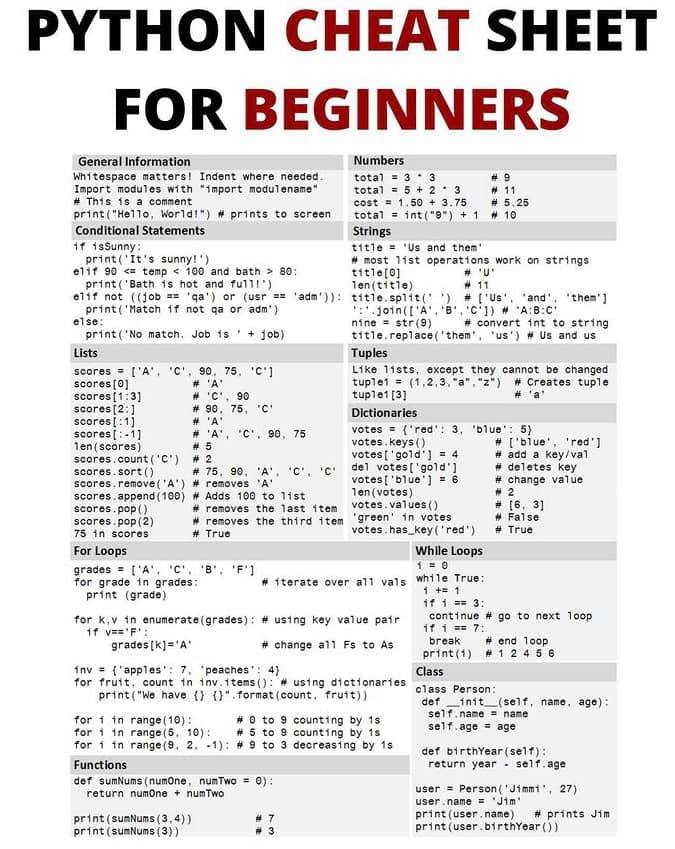 PYTHON CHEAT SHEET
FOR BEGINNERS
General Information
Whitespace matters! Indent where needed.
Import modules with "import modulename"
# This is a comment
print("Hello, World!") # prints to screen
Conditional Statements
if isSunny:
  print('It's sunny!')
elif 90 <= temp < 100 and bath > 80:
  print('Bath is hot and full!')
elif not ((job == 'qa') or (usr == 'adm')):
  print('Match if not qa or adm')
else:
  print('No match. Job is ' + job)
Lists
scores = ['A', 'C', 90, 75, 'C']
scores[0] # 'A'
scores[1:3] # 'C', 90
scores[2:] # 90, 75, 'C'
scores[:1] # 'A'
scores[:-1] # 'A', 'C', 90, 75
len(scores) # 5
scores.count('C') # 2
scores.sort() # 75, 90, 'A', 'C', 'C'
scores.remove('A') # removes 'A'
scores.append(100) # Adds 100 to list
scores.pop() # removes the last item
scores.pop(2) # removes the third item
75 in scores # True
Numbers
total = 3 * 3 # 9
total = 5 + 2 * 3 # 11
cost = 1.50 + 3.75 # 5.25
total = int("9") + 1 # 10
Strings
title = 'Us and them'
# most list operations work on strings
title[0] # 'U'
len(title) # 11
title.split(' ') # ['Us', 'and', 'them']
':'.join(['A','B','C']) # 'A:B:C'
nine = str(9) # convert int to string
title.replace('them', 'us') # Us and us
Tuples
Like lists, except they cannot be changed
tuple1 = (1,2,3,"a","z") # Creates tuple
tuple1[3] # 'a'
Dictionaries
votes = {'red': 3, 'blue': 5}
votes.keys() # ['blue', 'red']
votes['gold'] = 4 # add a key/val
del votes['gold'] # deletes key
votes['blue'] = 6 # change value
len(votes) # 2
votes.values() # [6, 3]
'green' in votes # False
votes.has_key('red') # True
For Loops
grades = ['A', 'C', 'B', 'F']
for grade in grades: # iterate over all vals
  print (grade)
for k,v in enumerate(grades): # using key value pair
  if v=='F':
      grades[k]='A' # change all Fs to As
inv = {'apples': 7, 'peaches': 4}
for fruit, count in inv.items(): # using dictionaries
    print("We have {} {}".format(count, fruit))
for i in range(10): # 0 to 9 counting by 1s
for i in range(5, 10): # 5 to 9 counting by 1s
for i in range(9, 2, -1): # 9 to 3 decreasing by 1s
Functions
def sumNums(numOne, numTwo = 0):
  return numOne + numTwo
print(sumNums(3,4)) # 7
print(sumNums(3)) # 3
While Loops
i = 0
while True:
 i += 1
 if i == 3:
  continue # go to next loop
 if i == 7:
  break # end loop
 print(i) # 1 2 4 5 6
Class
class Person:
 def __init__(self, name, age):
  self.name = name
  self.age = age
 def birthYear(self):
  return year - self.age
user = Person('Jimmi', 27)
user.name = 'Jim'
print(user.name) # prints Jim
print(user.birthYear())